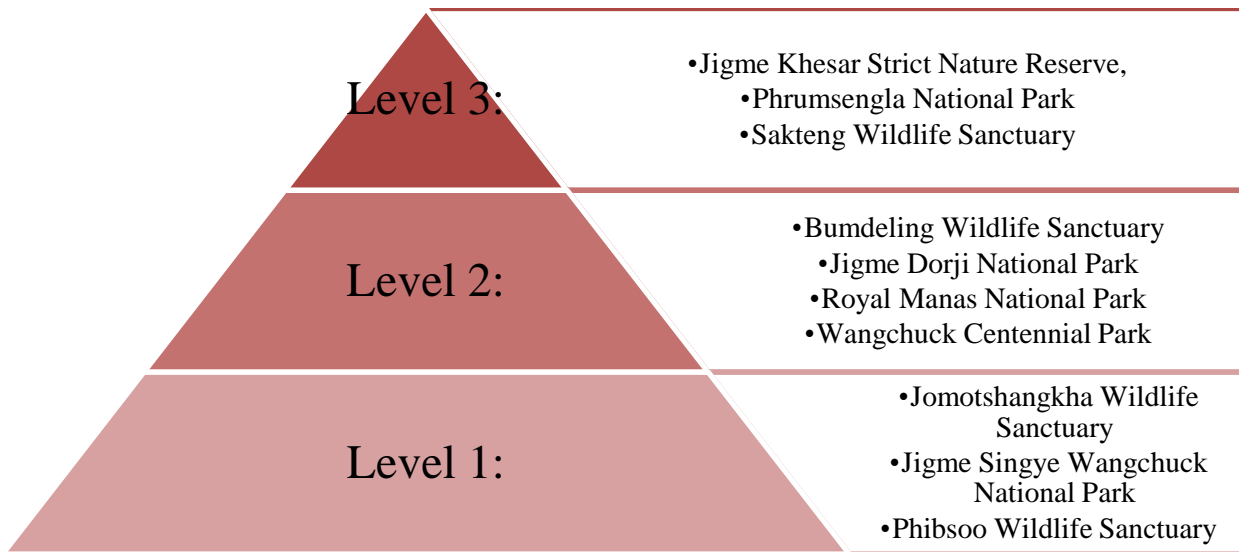 Level 3:
•Jigme Khesar Strict Nature Reserve,
•Phrumsengla National Park
•Sakteng Wildlife Sanctuary
Level 2:
•Bumdeling Wildlife Sanctuary
•Jigme Dorji National Park
•Royal Manas National Park
•Wangchuck Centennial Park
Level 1:
•Jomotshangkha Wildlife
Sanctuary
•Jigme Singye Wangchuck
National Park
•Phibsoo Wildlife Sanctuary